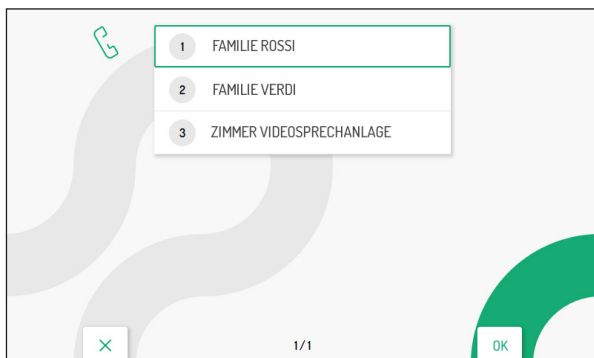 1 FAMILIE ROSSI
2 FAMILIE VERDI
3 ZIMMER VIDEOSPRECHANLAGE
1/1
OK